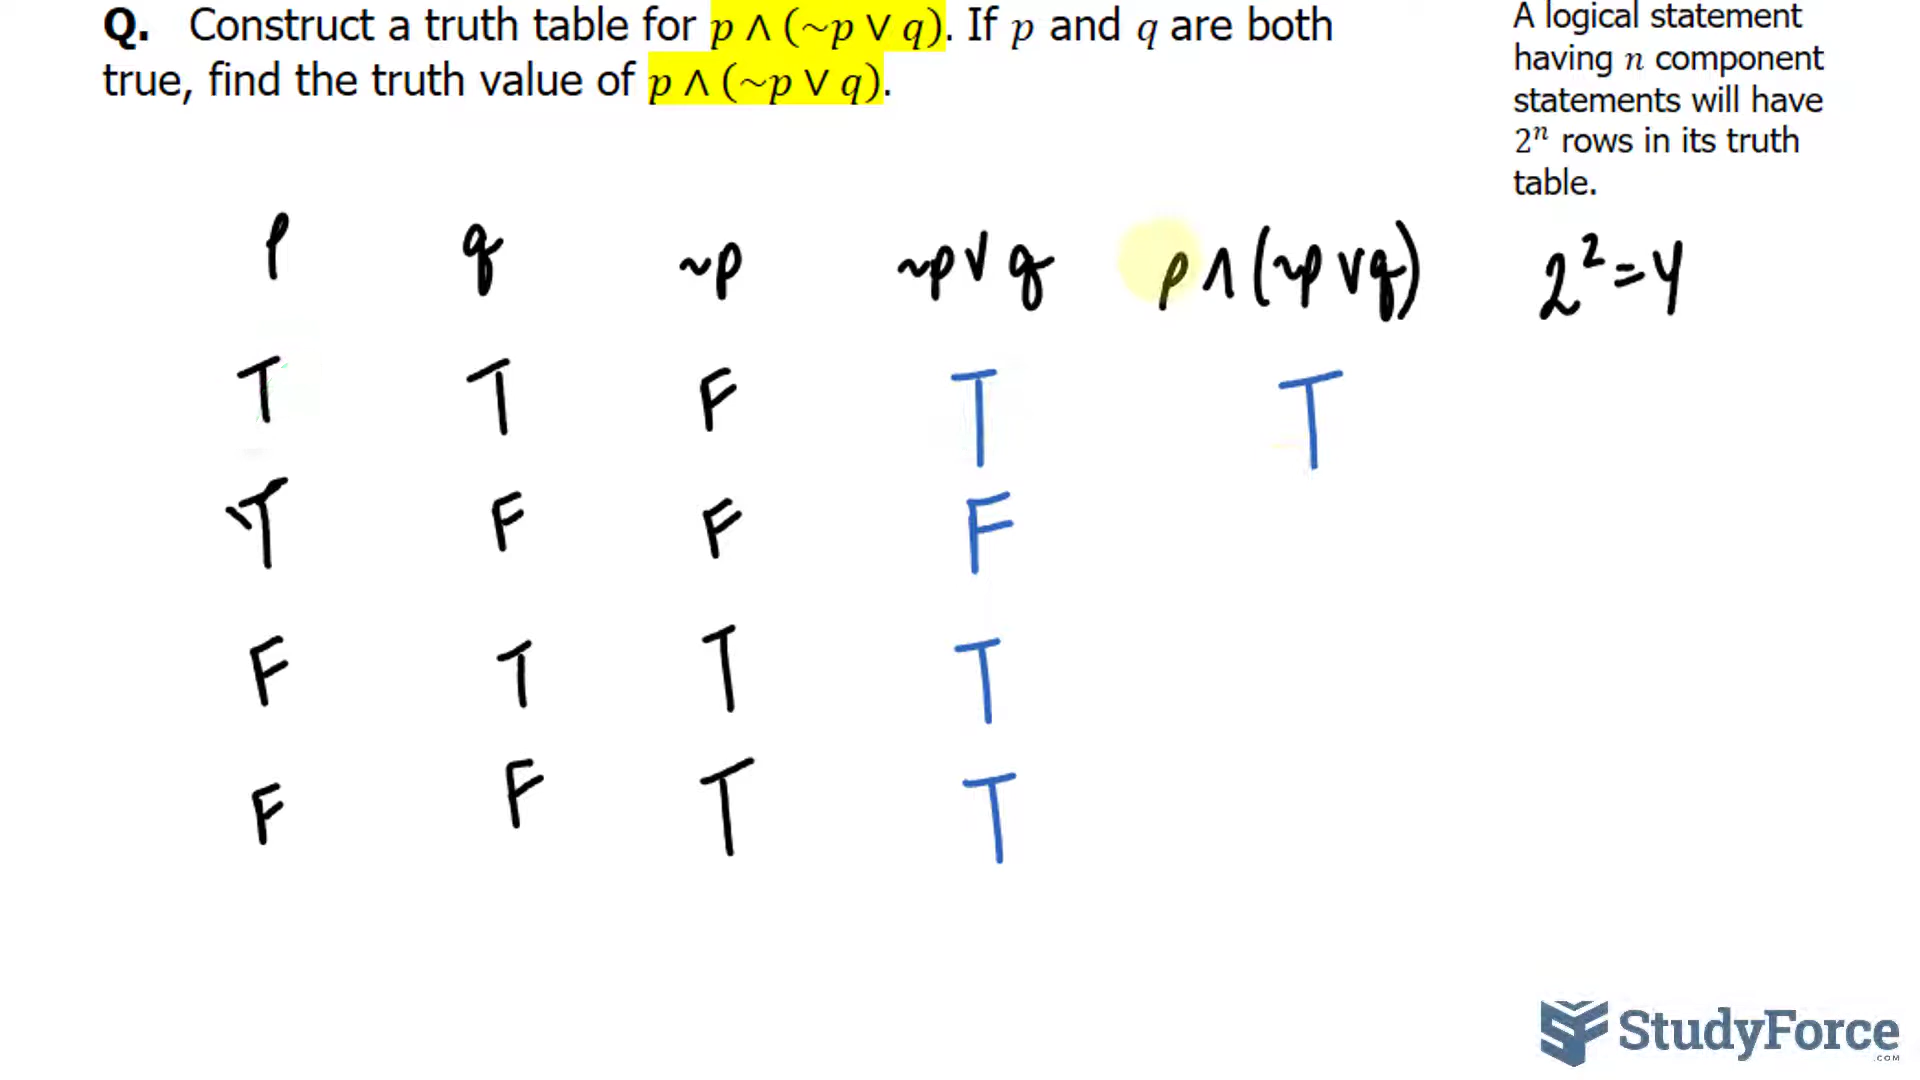 Q. Construct a truth table for p ∧ (~p ∨ q). If p and q are both
true, find the truth value of p ∧ (~p ∨ q).
A logical statement
having n component
statements will have
2ⁿ rows in its truth
table.
p q ~p ~p∨q p∧(~p∨q) 2²=4
T T F T T
T F F F
F T T T
F F T T
StudyForce
.COM